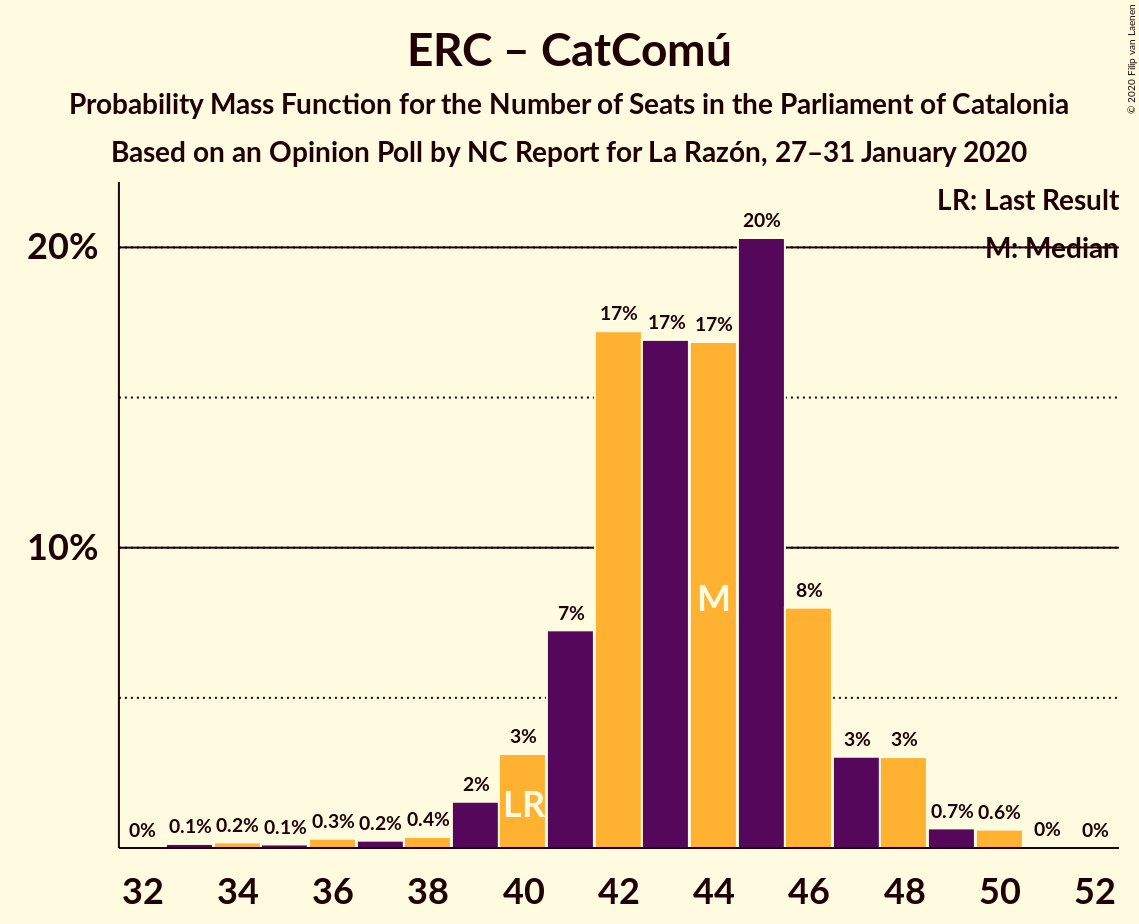 ERC – CatComú
Probability Mass Function for the Number of Seats in the Parliament of Catalonia
Based on an Opinion Poll by NC Report for La Razón, 27–31 January 2020
© 2020 Filip van Laenen
LR: Last Result
M: Median
20%
10%
0% 0.1% 0.2% 0.1% 0.3% 0.2% 0.4% 2% 3% 7% 17% 17% 17% 20% 8% 3% 3% 0.7% 0.6% 0% 0%
LR M
32 34 36 38 40 42 44 46 48 50 52